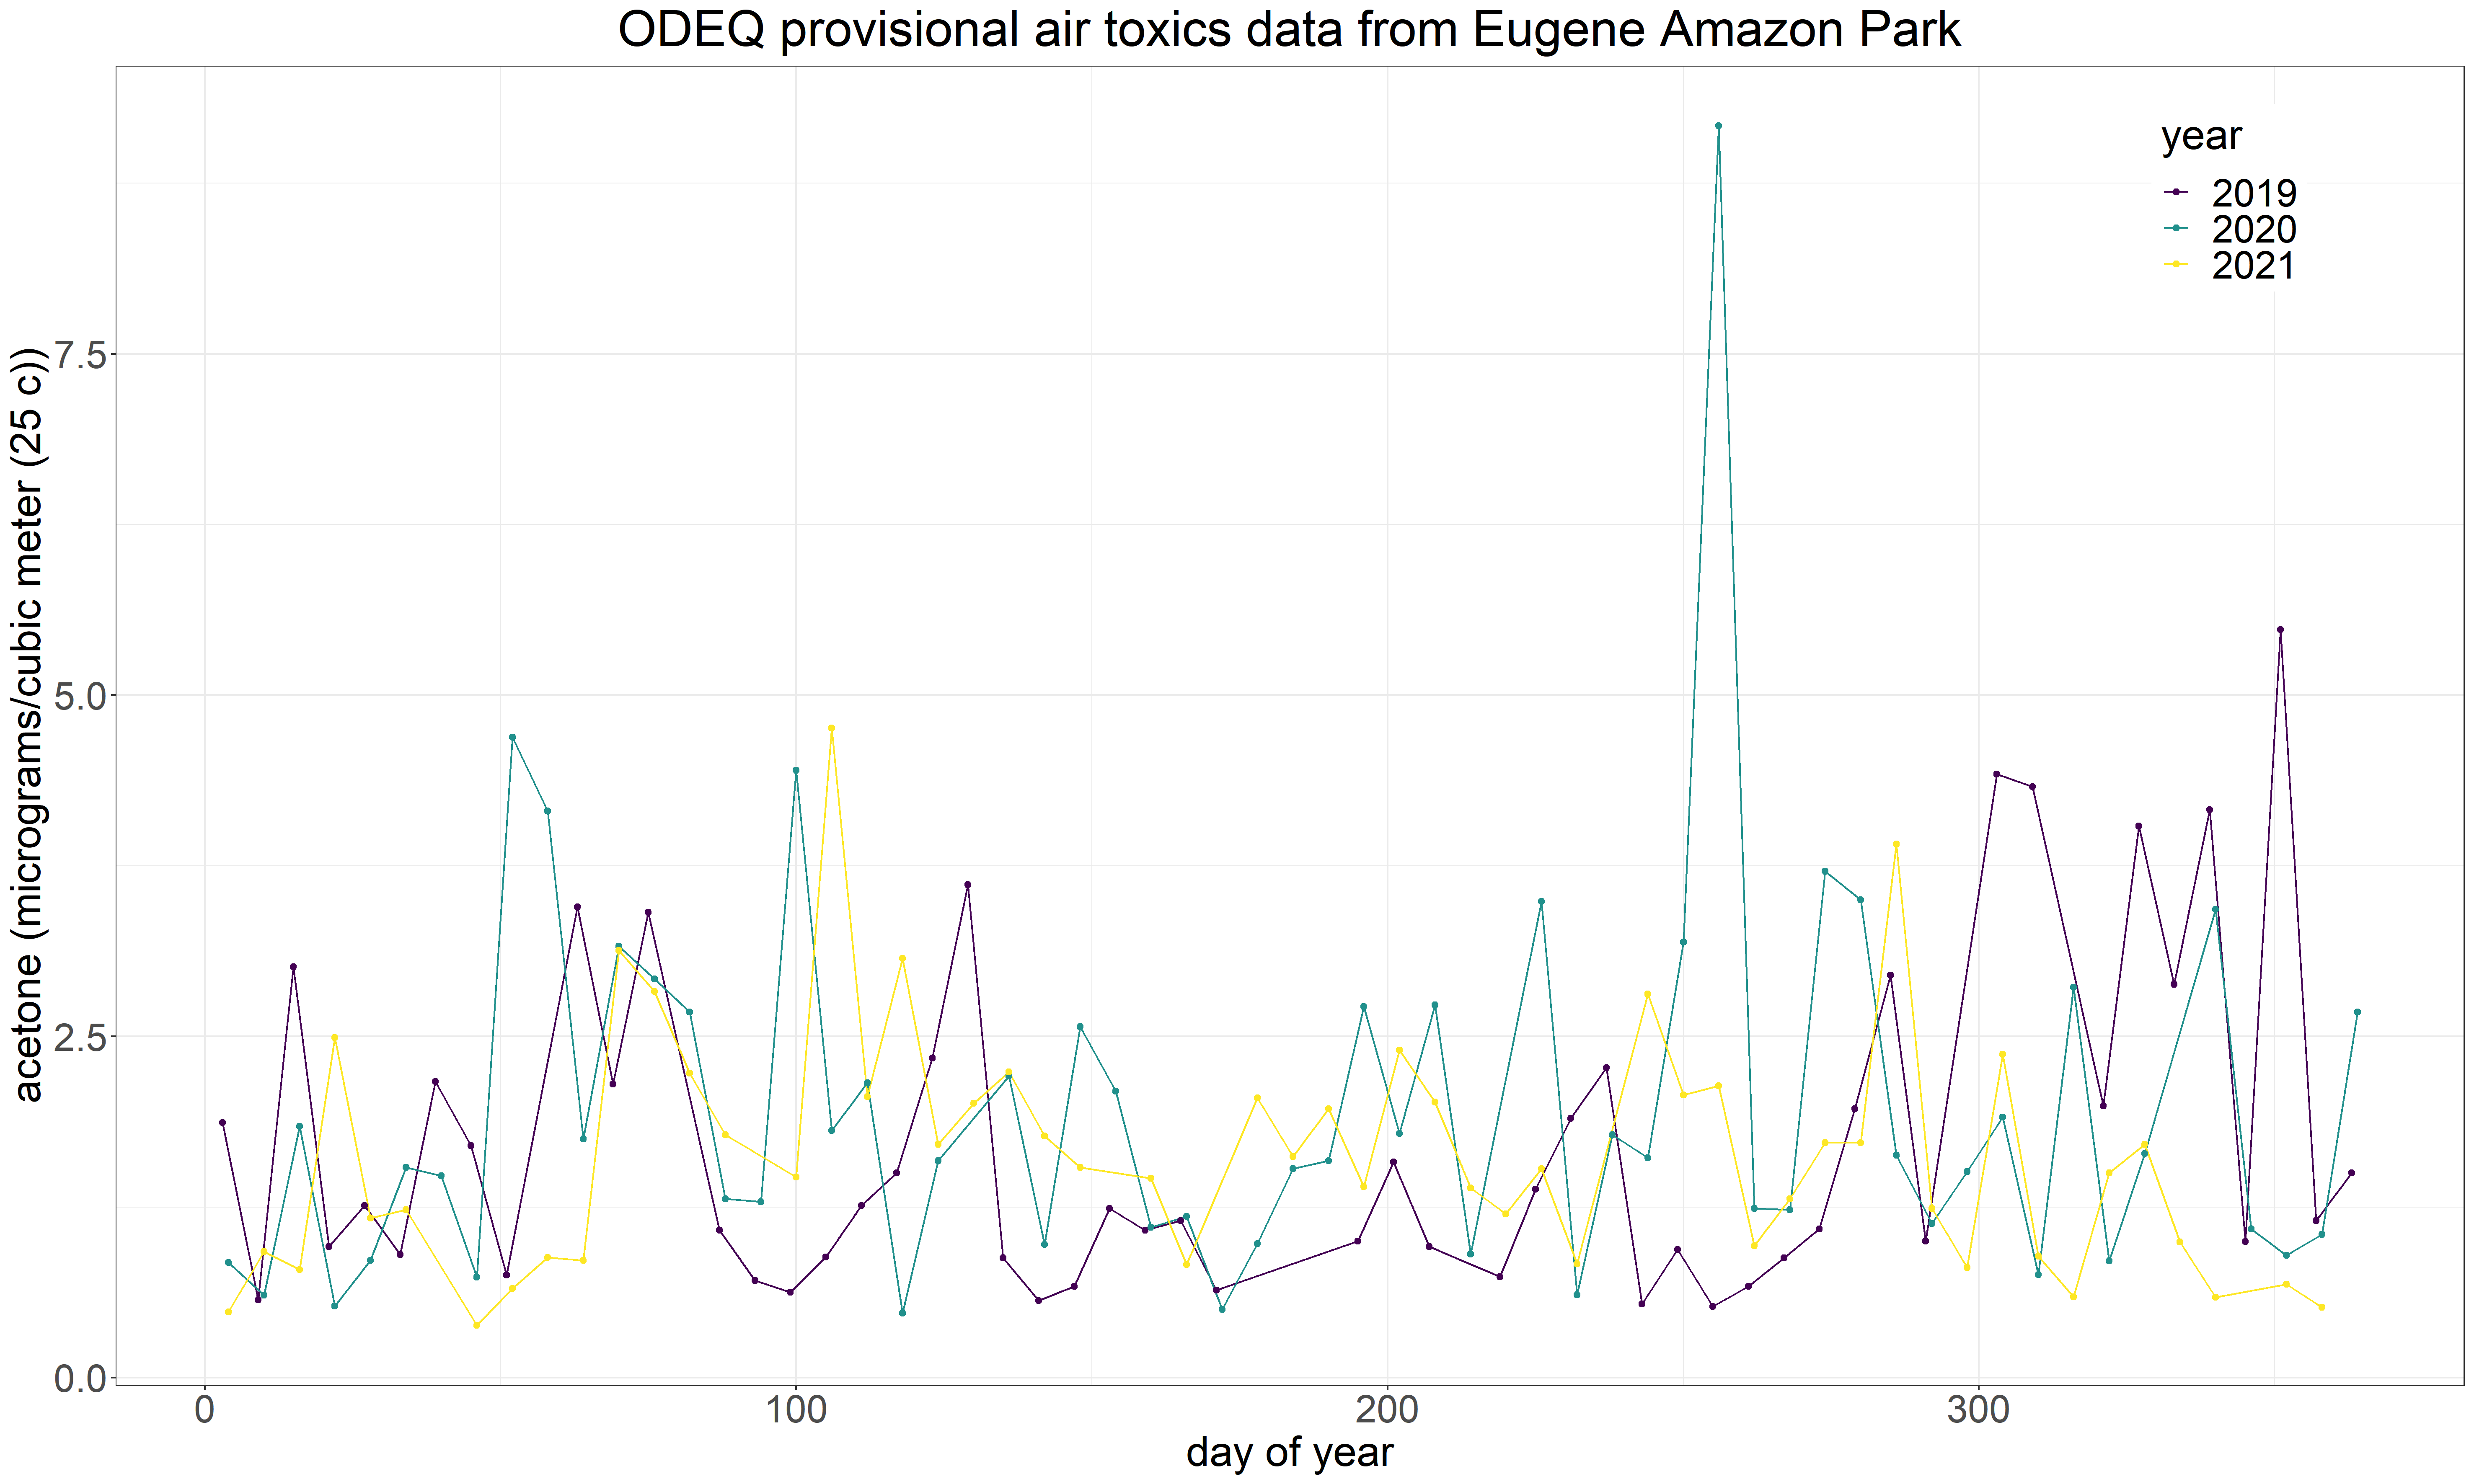 ODEQ provisional air toxics data from Eugene Amazon Park
acetone (micrograms/cubic meter (25 c))
7.5
5.0
2.5
0.0
year
2019
2020
2021
0
100
200
300
day of year